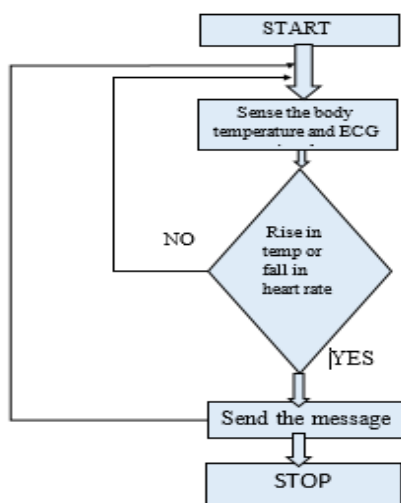 START
Sense the body
temperature and ECG
Rise in
temp or
fall in
heart rate
NO
YES
Send the message
STOP